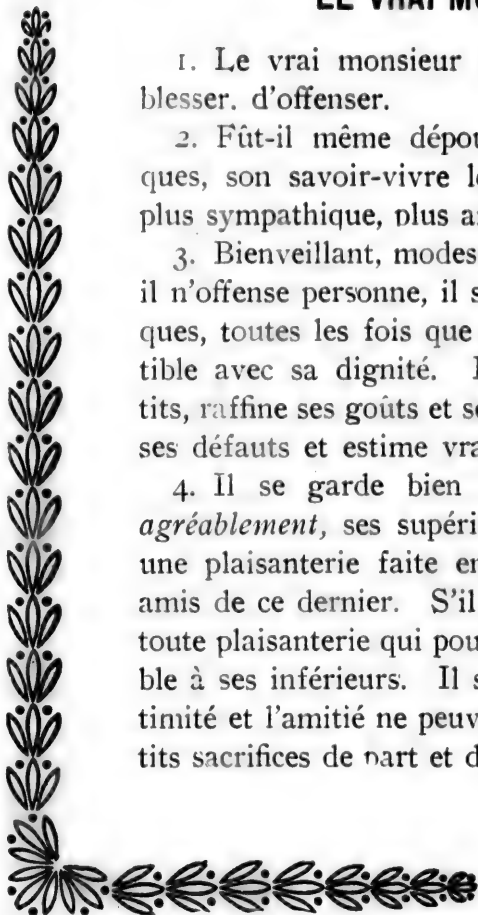 LE VRAI MO
1. Le vrai monsieur
blesser. d'offenser.
2. Fût-il même dépou
ques, son savoir-vivre l
plus sympathique, plus a
3. Bienveillant, modes
il n'offense personne, il s
ques, toutes les fois que
tible avec sa dignité.
tits, raffine ses goûts et s
ses défauts et estime vra
4. Il se garde bien
agréablement, ses supéri
une plaisanterie faite e
amis de ce dernier. S'il
toute plaisanterie qui pou
ble à ses inférieurs. Il s
timité et l'amitié ne peuv
tits sacrifices de part et d